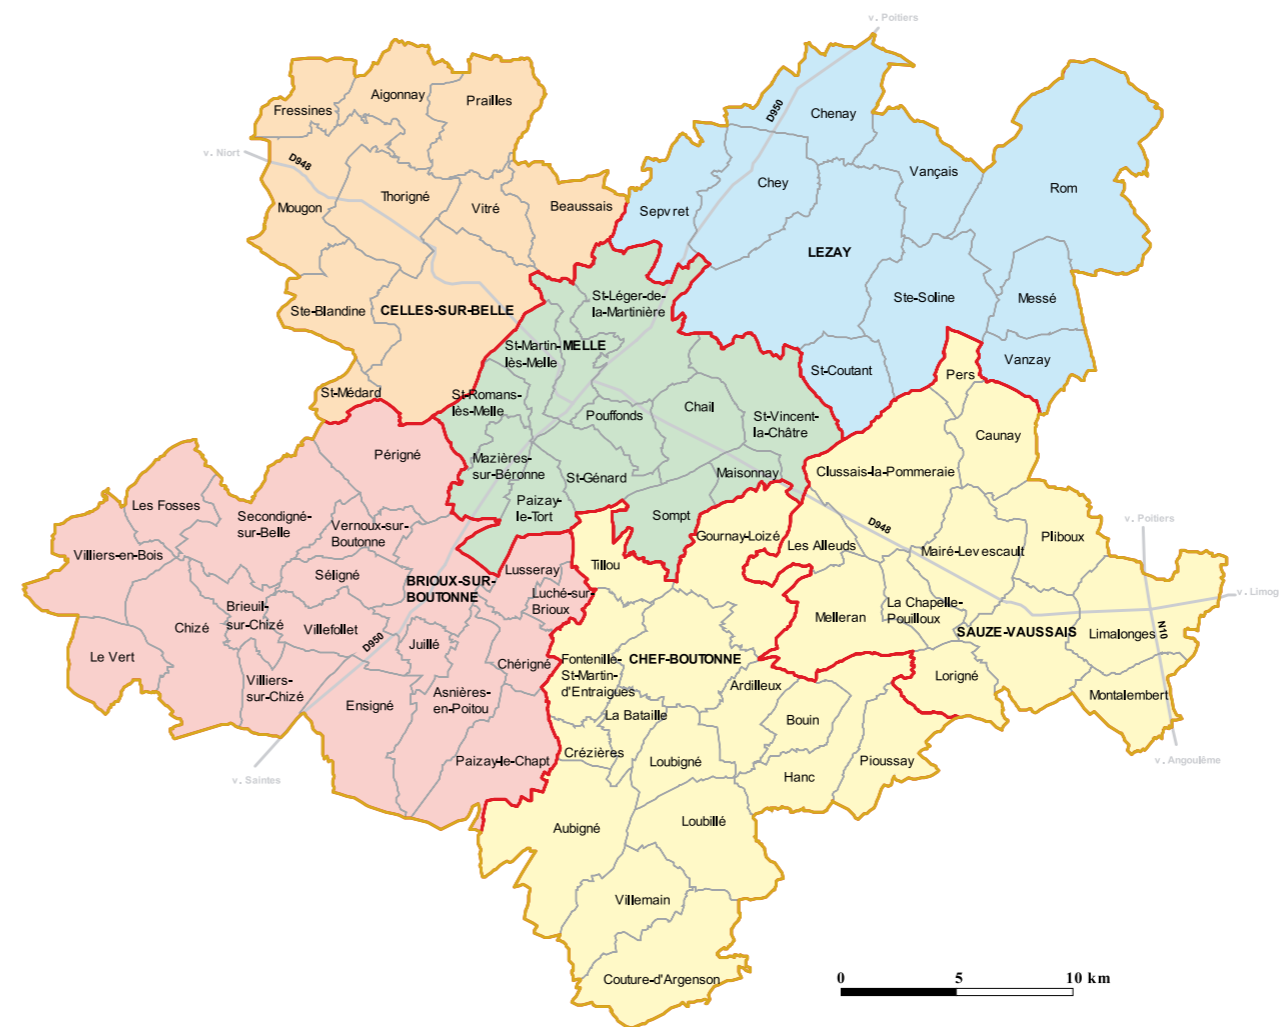 v. Poitiers
Fressines
Aigonnay
Prailles
D950
Chenay
v. Niort
D948
Mougon
Thorigné
Vitré
Beaussais
Sepvret
Chey
Vançais
Rom
LEZAY
Ste-Blandine
CELLES-SUR-BELLE
St-Léger-de-
la-Martinière
Ste-Soline
Messé
St-Martin-
lès-Melle
MELLE
Vanzay
St-Coutant
Pers
St-Médard
St-Romans-
lès-Melle
Pouffonds
Chail
St-Vincent-
la-Châtre
Caunay
Périgné
Mazières-
sur-Béronne
St-Génard
Maisonnay
Clussais-la-Pommeraie
Les Fosses
Secondigné-
sur-Belle
Vernoux-sur-
Boutonne
Paizay-
le-Tort
Sompt
Gournay-Loizé
D948
v. Poitiers
Villiers-en-Bois
Séligné
BRIOUX-SUR-
BOUTONNE
Lusseray
Tillou
Les Alleuds
Mairé-Levescault
Pliboux
Luché-sur-
Brioux
v. Limog
Chizé
Brieuil-
sur-Chizé
Villefollet
D950
Juillé
Melleran
La Chapelle-
Pouilloux
SAUZE-VAUSSAIS
Limalonges
N10
Le Vert
Villiers-
sur-Chizé
Chérigné
Fontenille-
St-Martin-
d'Entraigues
CHEF-BOUTONNE
Ardilleux
Lorigné
Montalembert
Ensigné
Asnières-
en-Poitou
La Bataille
Bouin
v. Saintes
Paizay-le-Chapt
Crézières
Loubigné
Hanc
Pioussay
v. Angoulême
Aubigné
Loubillé
Villemain
Couture-d'Argenson
0 5 10 km